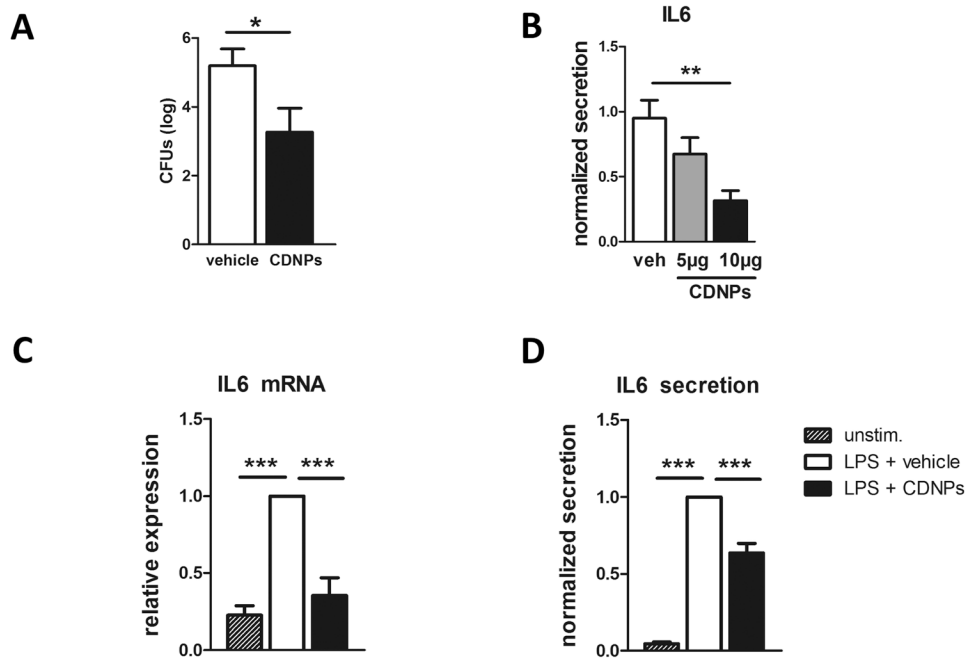 A
CFUs (log)
6
4
2
0
*
vehicle CDNPs
B
IL6
normalized secretion
1.5
1.0
0.5
0.0
**
veh 5µg 10µg
CDNPs
C
IL6 mRNA
relative expression
1.5
1.0
0.5
0.0
*** ***
D
IL6 secretion
normalized secretion
1.5
1.0
0.5
0.0
*** ***
unstim.
LPS + vehicle
LPS + CDNPs